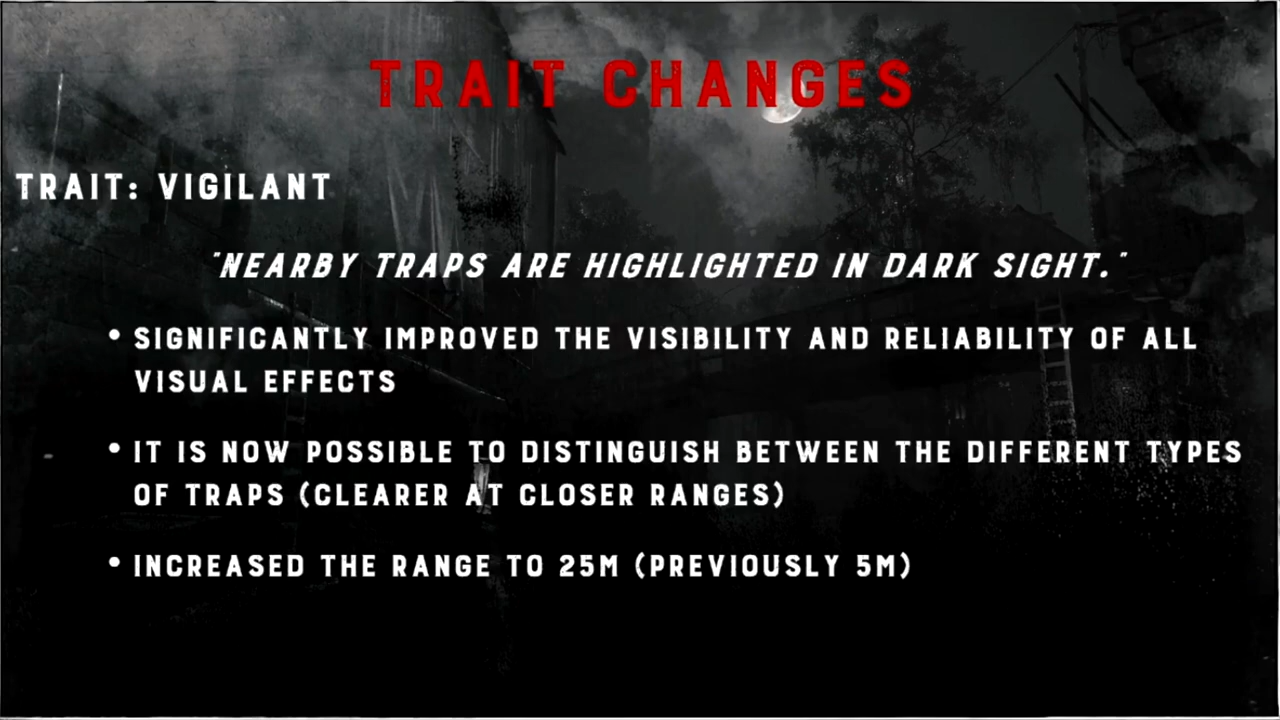 TRAIT CHANGES
TRAIT: VIGILANT
"NEARBY TRAPS ARE HIGHLIGHTED IN DARK SIGHT."
• SIGNIFICANTLY IMPROVED THE VISIBILITY AND RELIABILITY OF ALL
VISUAL EFFECTS
• IT IS NOW POSSIBLE TO DISTINGUISH BETWEEN THE DIFFERENT TYPES
OF TRAPS (CLEARER AT CLOSER RANGES)
• INCREASED THE RANGE TO 25M (PREVIOUSLY 5M)